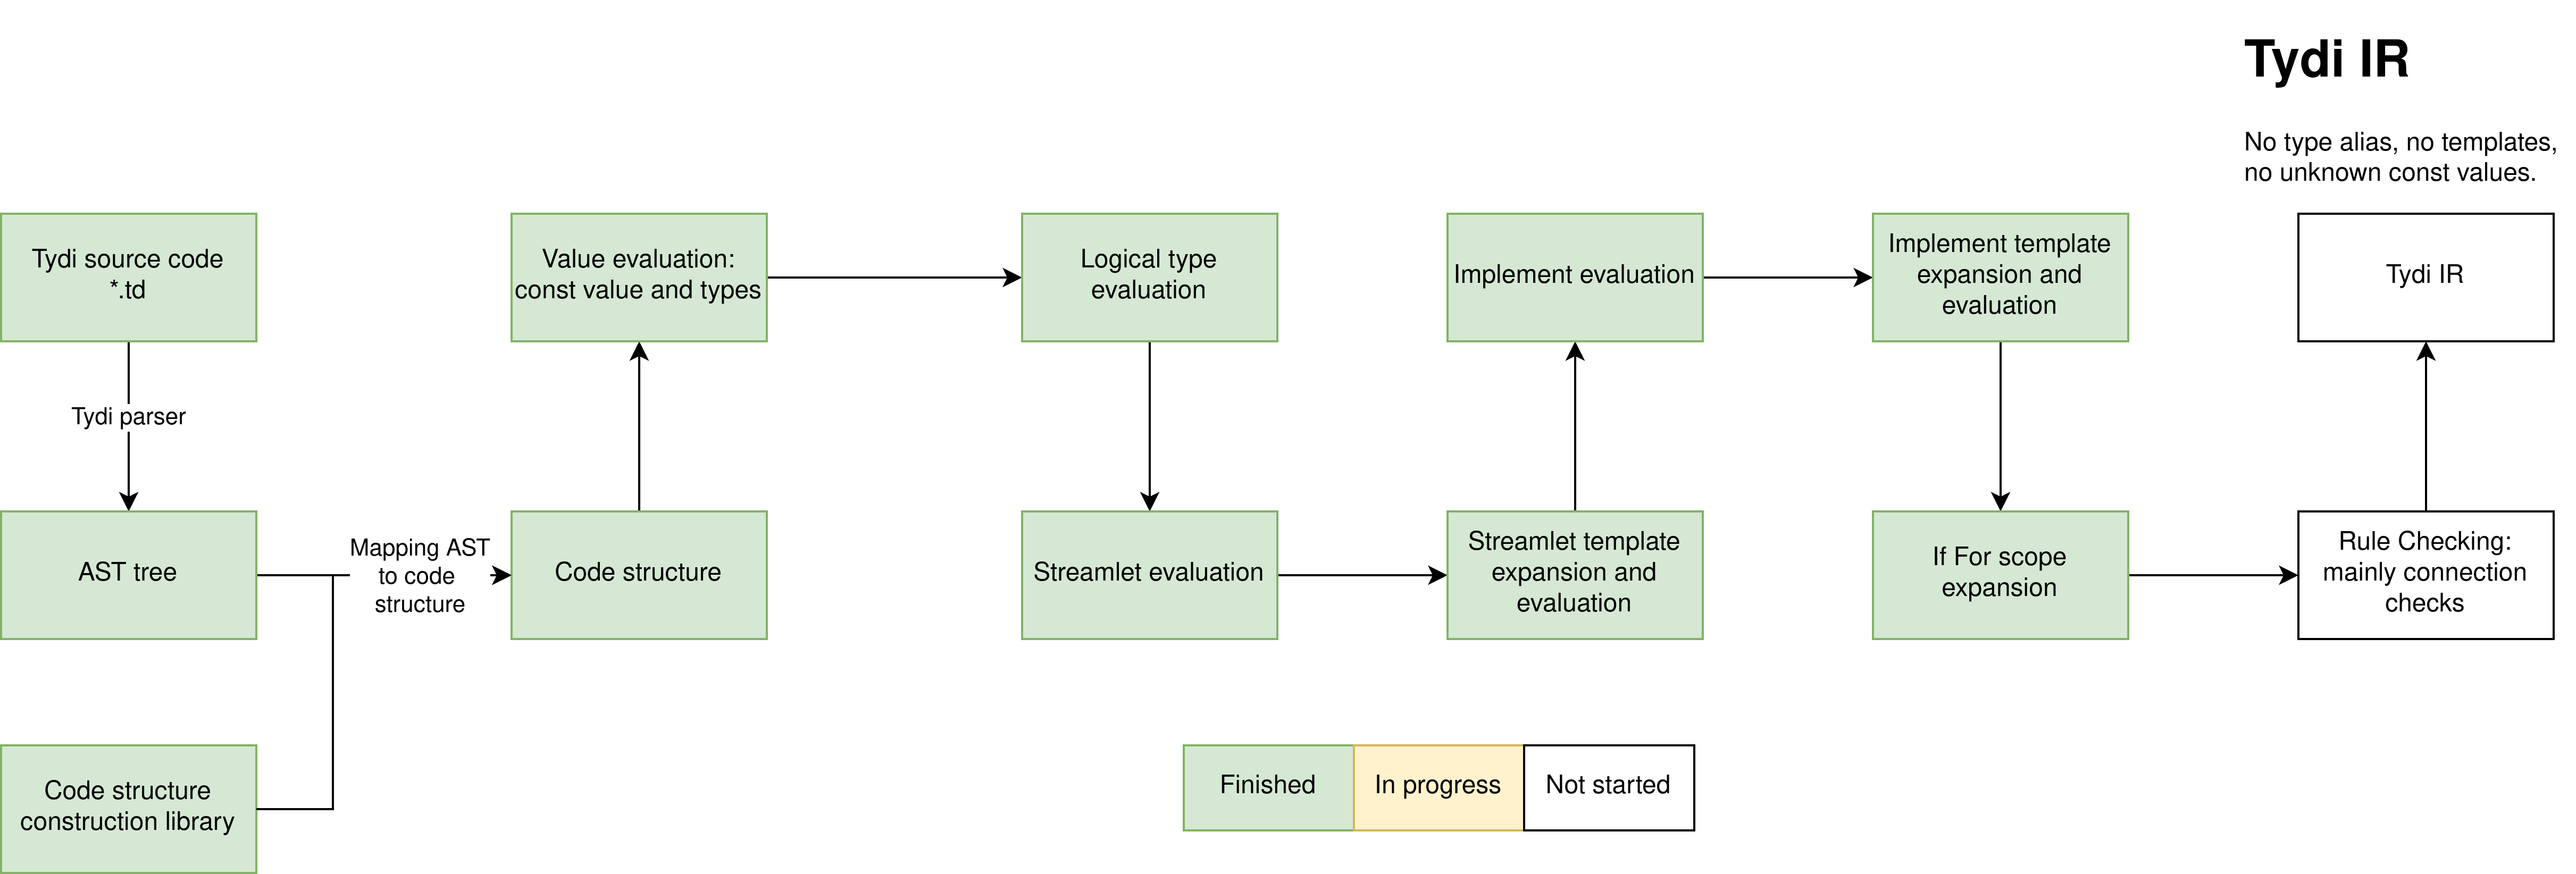 Tydi IR
No type alias, no templates,
no unknown const values.
Tydi source code
*.td
Value evaluation:
const value and types
Logical type
evaluation
Implement evaluation
Implement template
expansion and
evaluation
Tydi IR
Tydi parser
AST tree
Mapping AST
to code
structure
Code structure
Streamlet evaluation
Streamlet template
expansion and
evaluation
If For scope
expansion
Rule Checking:
mainly connection
checks
Code structure
construction library
Finished
In progress
Not started